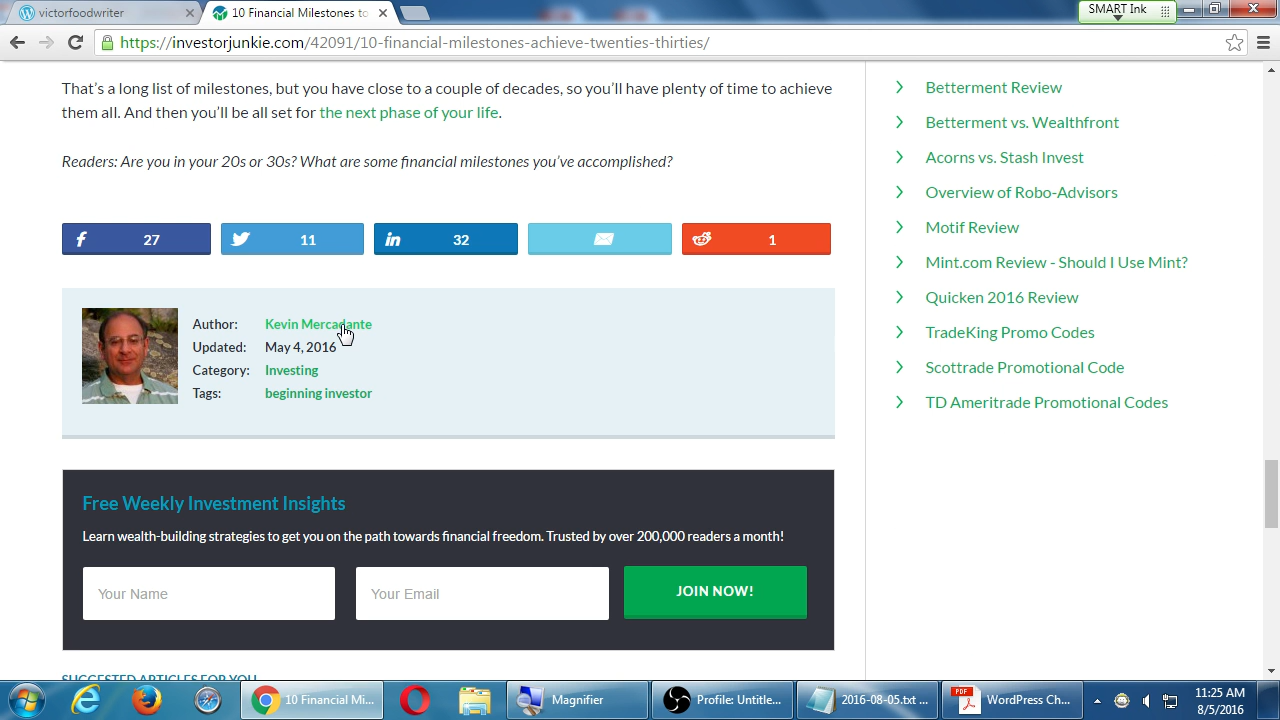 victorfoodwriter
10 Financial Milestones to
SMART Ink
https://investorjunkie.com/42091/10-financial-milestones-achieve-twenties-thirties/
That's a long list of milestones, but you have close to a couple of decades, so you'll have plenty of time to achieve
them all. And then you'll be all set for the next phase of your life.
Readers: Are you in your 20s or 30s? What are some financial milestones you've accomplished?
27
11
32
1
Author: Kevin Mercadante
Updated: May 4, 2016
Category: Investing
Tags: beginning investor
Free Weekly Investment Insights
Learn wealth-building strategies to get you on the path towards financial freedom. Trusted by over 200,000 readers a month!
Your Name
Your Email
JOIN NOW!
SUGGESTED ARTICLES FOR YOU
Betterment Review
Betterment vs. Wealthfront
Acorns vs. Stash Invest
Overview of Robo-Advisors
Motif Review
Mint.com Review - Should I Use Mint?
Quicken 2016 Review
TradeKing Promo Codes
Scottrade Promotional Code
TD Ameritrade Promotional Codes
10 Financial Mi...
Magnifier
Profile: Untitle...
2016-08-05.txt ...
PDF
WordPress Ch...
11:25 AM
8/5/2016